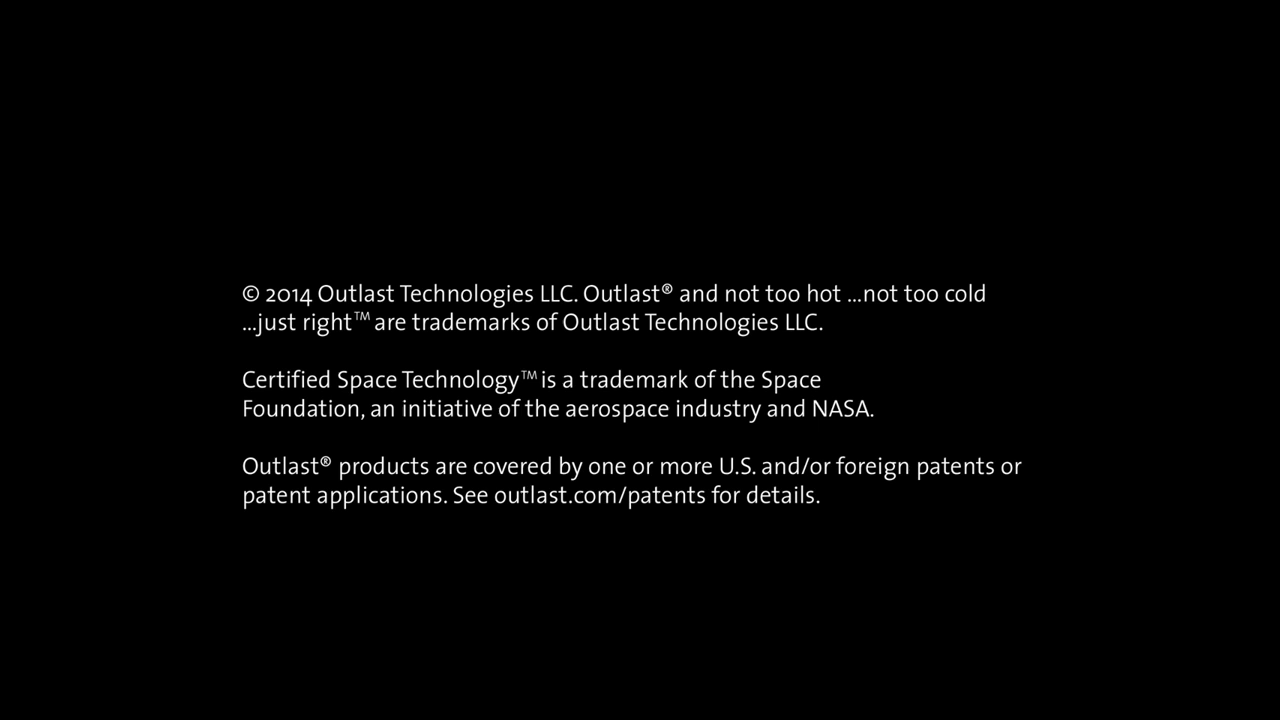 © 2014 Outlast Technologies LLC. Outlast® and not too hot ...not too cold
...just right™ are trademarks of Outlast Technologies LLC.
Certified Space Technology™ is a trademark of the Space
Foundation, an initiative of the aerospace industry and NASA.
Outlast® products are covered by one or more U.S. and/or foreign patents or
patent applications. See outlast.com/patents for details.